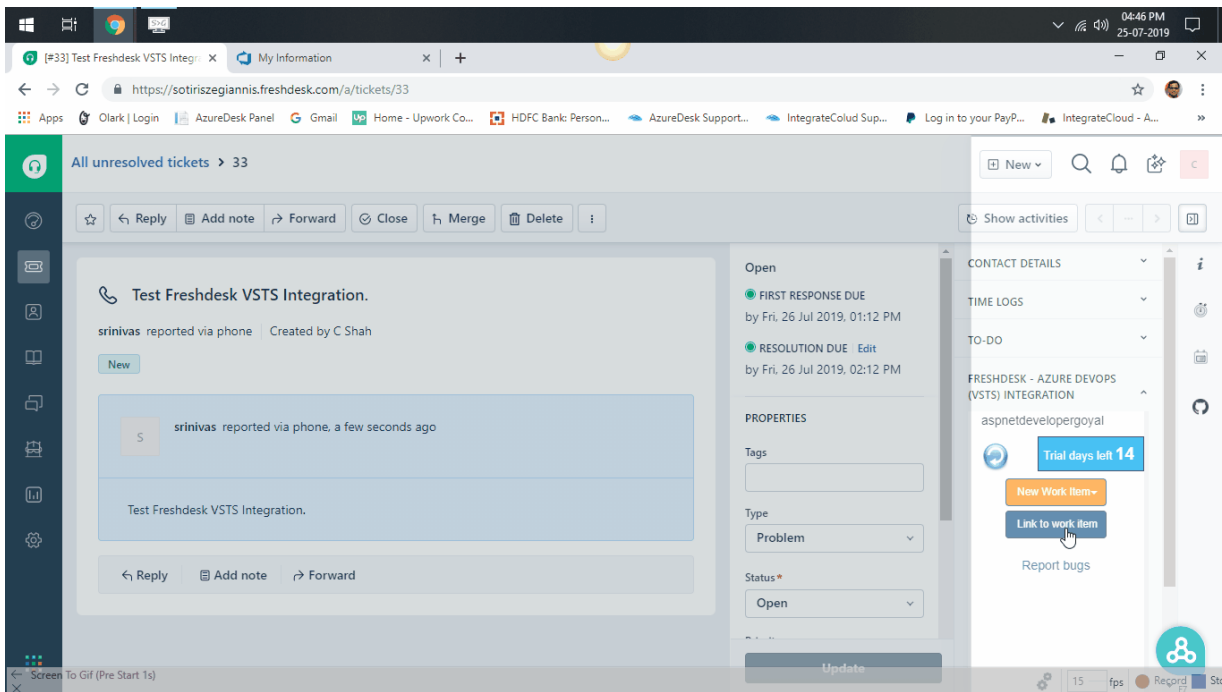 S>G
04:46 PM
25-07-2019
[#33] Test Freshdesk VSTS Integr
My Information
https://sotiriszegiannis.freshdesk.com/a/tickets/33
Apps
Olark | Login
AzureDesk Panel
Gmail
Home - Upwork Co...
HDFC Bank: Person...
AzureDesk Support...
IntegrateColud Sup...
Log in to your PayP...
IntegrateCloud - A...
»
All unresolved tickets > 33
New
C
Reply
Add note
Forward
Close
Merge
Delete
Show activities
Test Freshdesk VSTS Integration.
srinivas reported via phone
Created by C Shah
New
S
srinivas reported via phone, a few seconds ago
Test Freshdesk VSTS Integration.
Reply
Add note
Forward
Open
FIRST RESPONSE DUE
by Fri, 26 Jul 2019, 01:12 PM
RESOLUTION DUE Edit
by Fri, 26 Jul 2019, 02:12 PM
PROPERTIES
Tags
Type
Problem
Status*
Open
Update
CONTACT DETAILS
TIME LOGS
TO-DO
FRESHDESK - AZURE DEVOPS
(VSTS) INTEGRATION
aspnetdevelopergoyal
Trial days left 14
New Work Item
Link to work item
Report bugs
Screen To Gif (Pre Start 1s)
15
fps
Record
F7